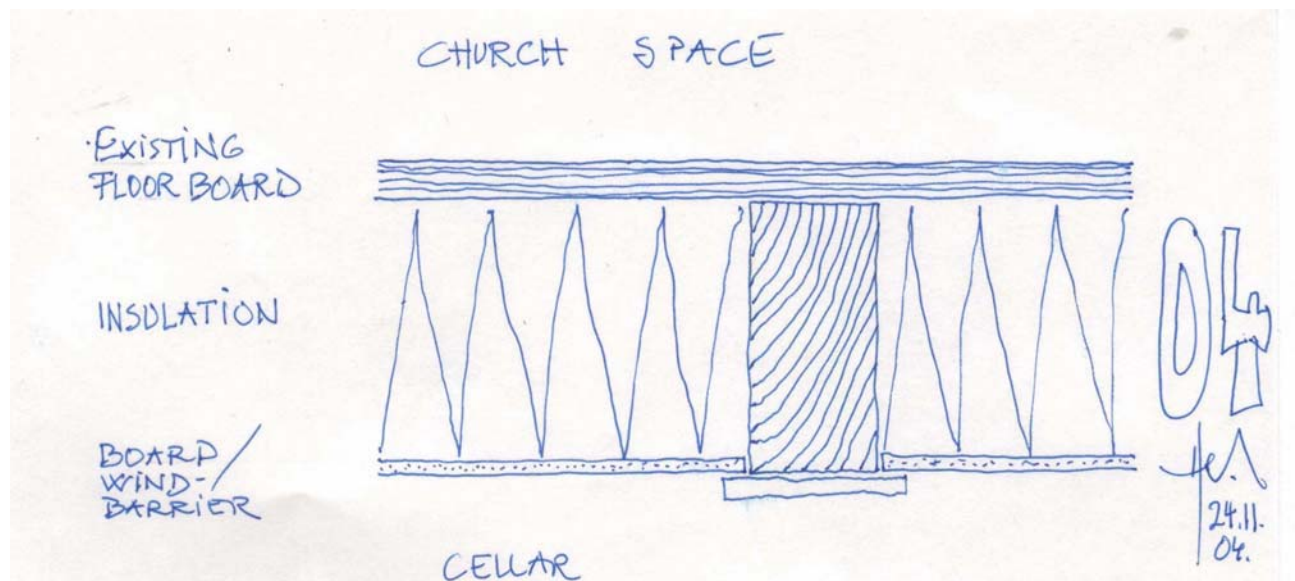 CHURCH SPACE
EXISTING
FLOOR BOARD
INSULATION
BOARD/
WIND-
BARRIER
CELLAR
04
24.11.
04.